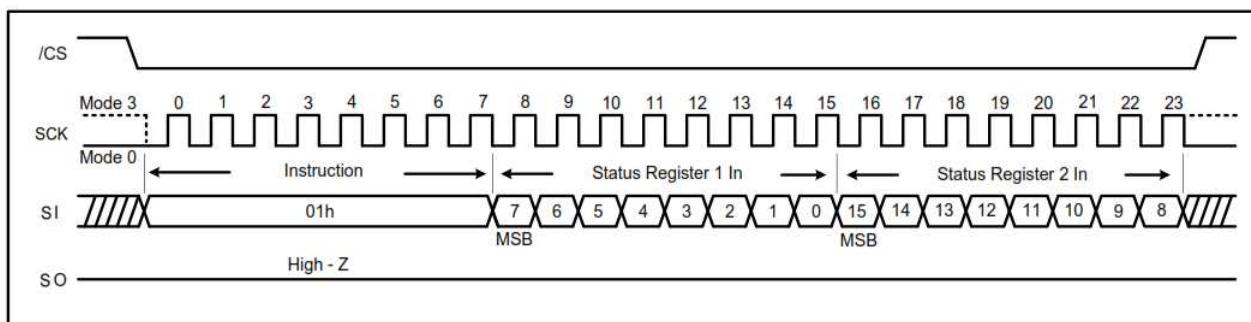 /CS
Mode 3 0 1 2 3 4 5 6 7 8 9 10 11 12 13 14 15 16 17 18 19 20 21 22 23
SCK
Mode 0
Instruction Status Register 1 In Status Register 2 In
SI 01h 7 6 5 4 3 2 1 0 15 14 13 12 11 10 9 8
MSB MSB
High - Z
SO